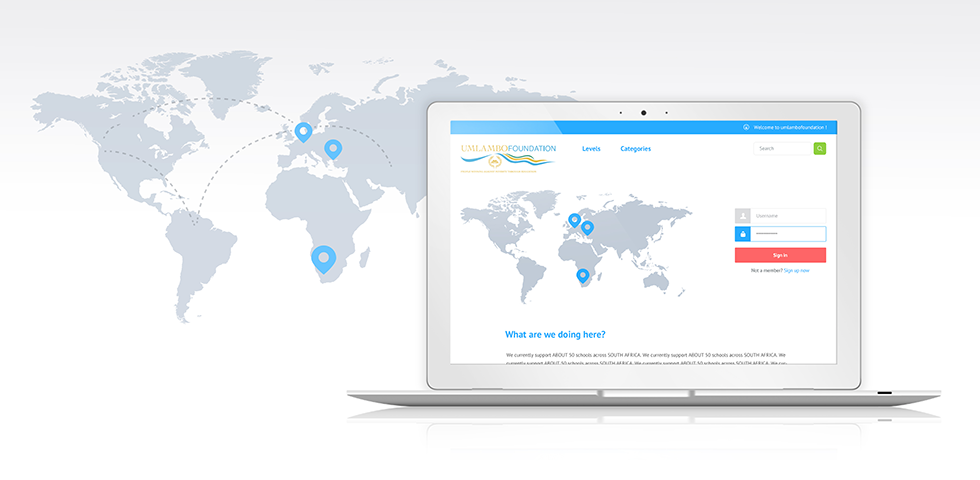 Welcome to umlambofoundation !
UMLAMBOFOUNDATION
Levels
Categories
Search
Username
Sign in
Not a member? Sign up now
What are we doing here?
We currently support ABOUT 50 schools across SOUTH AFRICA. We currently support ABOUT 50 schools across SOUTH AFRICA. We
currently support ABOUT 50 schools across SOUTH AFRICA. We currently support ABOUT 50 schools across SOUTH AFRICA. We